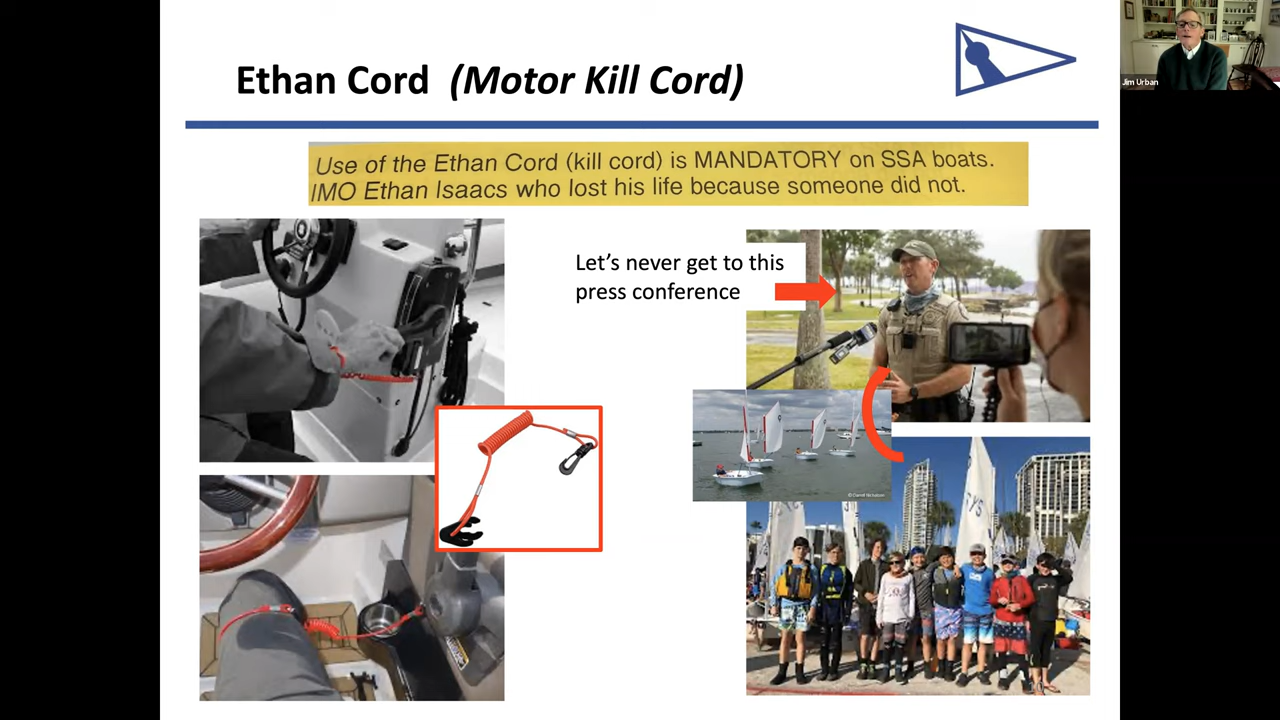 Ethan Cord (Motor Kill Cord)
Use of the Ethan Cord (kill cord) is MANDATORY on SSA boats.
IMO Ethan Isaacs who lost his life because someone did not.
Let's never get to this
press conference
Jim Urban